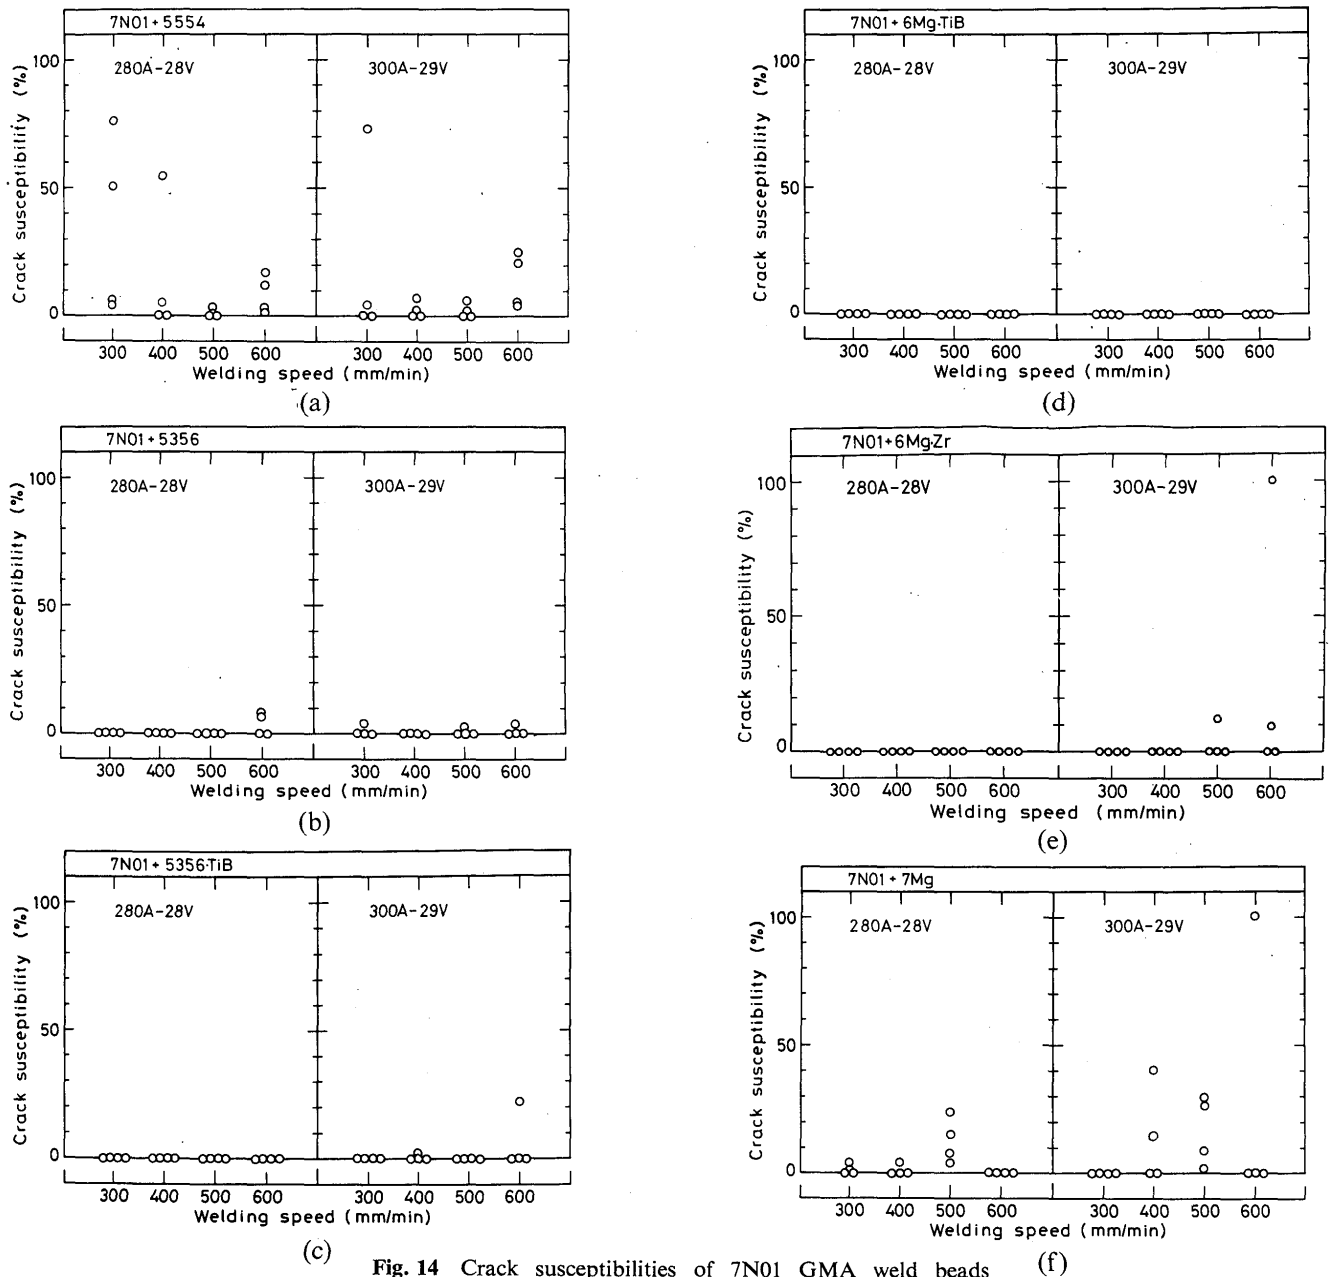 7N01+5554
280A-28V
300A-29V
100
50
0
Crack susceptibility (%)
300 400 500 600 300 400 500 600
Welding speed (mm/min)
(a)
7N01+5356
280A-28V
300A-29V
100
50
0
Crack susceptibility (%)
300 400 500 600 300 400 500 600
Welding speed (mm/min)
(b)
7N01+5356·TiB
280A-28V
300A-29V
100
50
0
Crack susceptibility (%)
300 400 500 600 300 400 500 600
Welding speed (mm/min)
(c)
7N01+6Mg·TiB
280A-28V
300A-29V
100
50
0
Crack susceptibility (%)
300 400 500 600 300 400 500 600
Welding speed (mm/min)
(d)
7N01+6Mg·Zr
280A-28V
300A-29V
100
50
0
Crack susceptibility (%)
300 400 500 600 300 400 500 600
Welding speed (mm/min)
(e)
7N01+7Mg
280A-28V
300A-29V
100
50
0
Crack susceptibility (%)
300 400 500 600 300 400 500 600
Welding speed (mm/min)
(f)
Fig. 14 Crack susceptibilities of 7N01 GMA weld beads